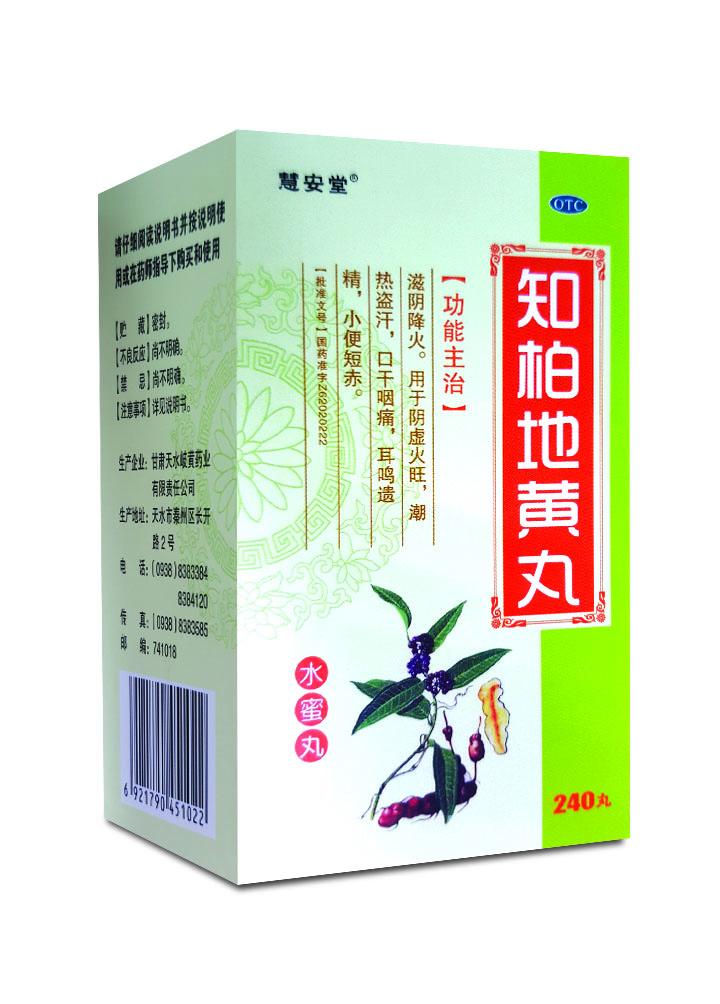 慧安堂®
OTC
知柏地黄丸
【功能主治】
滋阴降火。用于阴虚火旺，潮
热盗汗，口干咽痛，耳鸣遗
精，小便短赤。
【批准文号】国药准字Z62020222
水蜜丸
240丸
请仔细阅读说明书并按说明使
用或在药师指导下购买和使用
【贮 藏】密封。
【不良反应】尚不明确。
【禁 忌】尚不明确。
【注意事项】详见说明书。
生产企业：甘肃天水岐黄药业
有限责任公司
生产地址：天水市秦州区长开
路2号
电 话：（0938）8383384
8384120
传 真：（0938）8383585
邮 编：741018
6 921790 451022